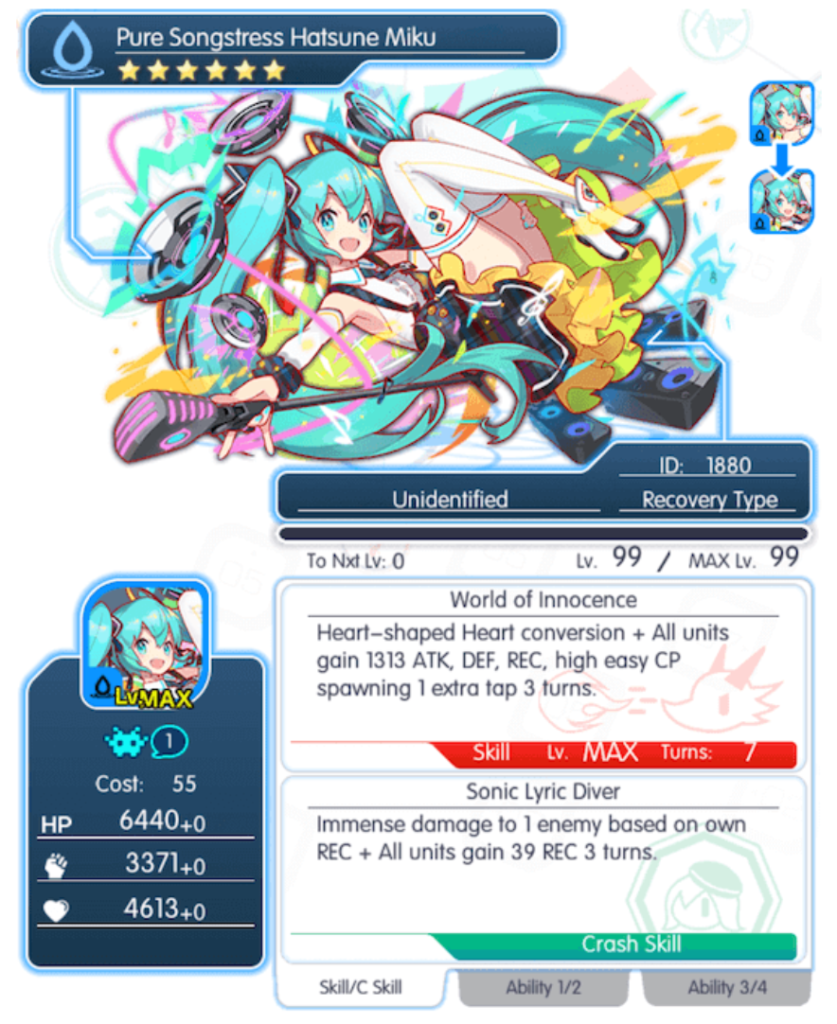 Pure Songstress Hatsune Miku
ID: 1880
Unidentified
Recovery Type
To Nxt Lv: 0
Lv. 99 / MAX Lv. 99
World of Innocence
Heart-shaped Heart conversion + All units
gain 1313 ATK, DEF, REC, high easy CP
spawning 1 extra tap 3 turns.
Skill Lv. MAX Turns: 7
Lv.MAX
1
Cost: 55
HP 6440+0
3371+0
4613+0
Sonic Lyric Diver
Immense damage to 1 enemy based on own
REC + All units gain 39 REC 3 turns.
Crash Skill
Skill/C Skill
Ability 1/2
Ability 3/4